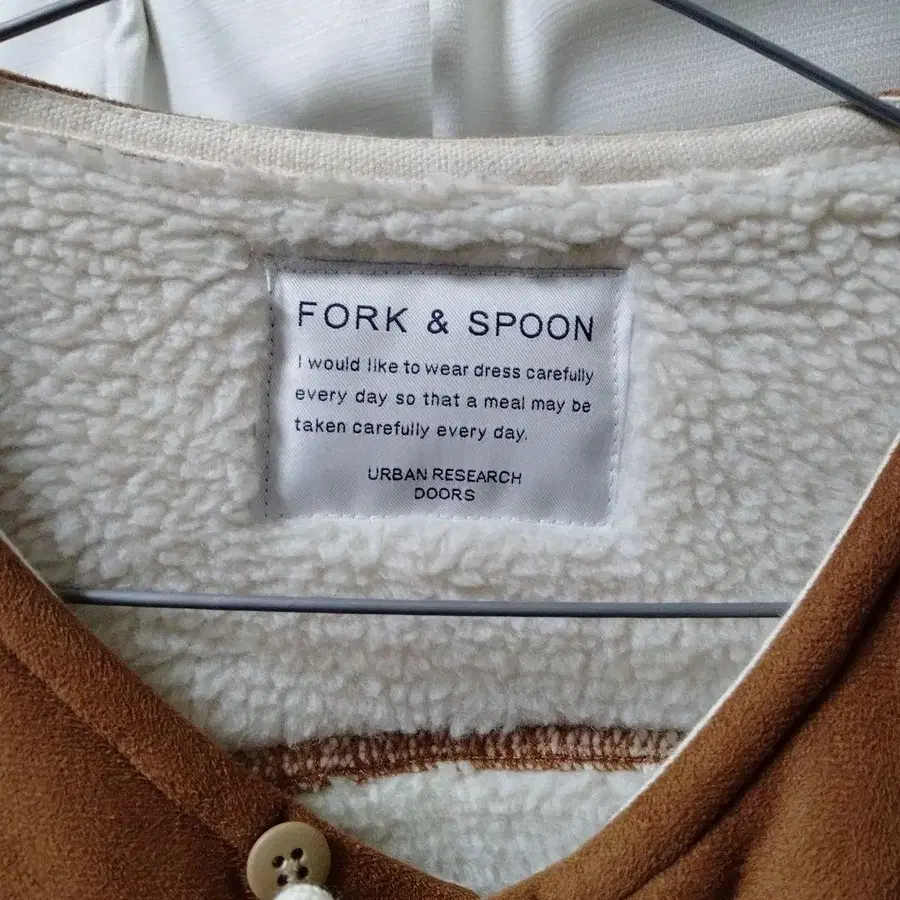 FORK & SPOON
I would like to wear dress carefully
every day so that a meal may be
taken carefully every day.
URBAN RESEARCH
DOORS